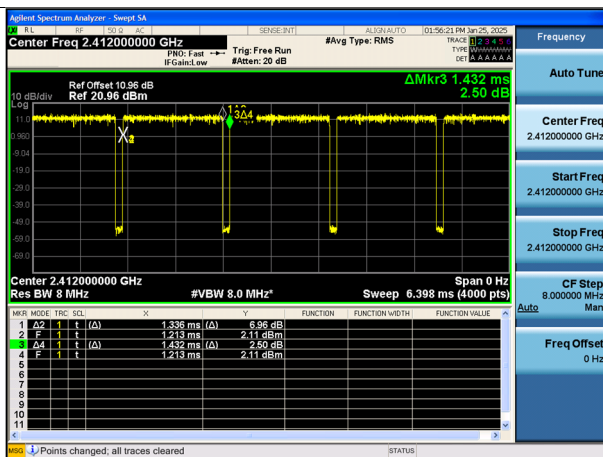 Agilent Spectrum Analyzer - Swept SA
RL RF 50 Ω AC SENSE:INT ALIGN AUTO 01:56:21 PM Jan 25, 2025
Center Freq 2.412000000 GHz #Avg Type: RMS TRACE 1 2 3 4 5 6
PNO: Fast Trig: Free Run TYPE
IFGain:Low #Atten: 20 dB DET A A A A A A
Frequency
Auto Tune
Ref Offset 10.96 dB ΔMkr3 1.432 ms
10 dB/div Ref 20.96 dBm 2.50 dB
Log
11.0
0.960
-9.04
-19.0
-29.0
-39.0
-49.0
-59.0
-69.0
3Δ4
Center 2.412000000 GHz Span 0 Hz
Res BW 8 MHz #VBW 8.0 MHz* Sweep 6.398 ms (4000 pts)
Center Freq
2.412000000 GHz
Start Freq
2.412000000 GHz
Stop Freq
2.412000000 GHz
CF Step
8.000000 MHz
Auto Man
Freq Offset
0 Hz
MKR MODE TRC SCL X Y FUNCTION FUNCTION WIDTH FUNCTION VALUE
1 Δ2 1 t (Δ) 1.336 ms (Δ) 6.96 dB
2 F 1 t 1.213 ms 2.11 dBm
3 Δ4 1 t (Δ) 1.432 ms (Δ) 2.50 dB
4 F 1 t 1.213 ms 2.11 dBm
5
6
7
8
9
10
11
MSG Points changed; all traces cleared STATUS